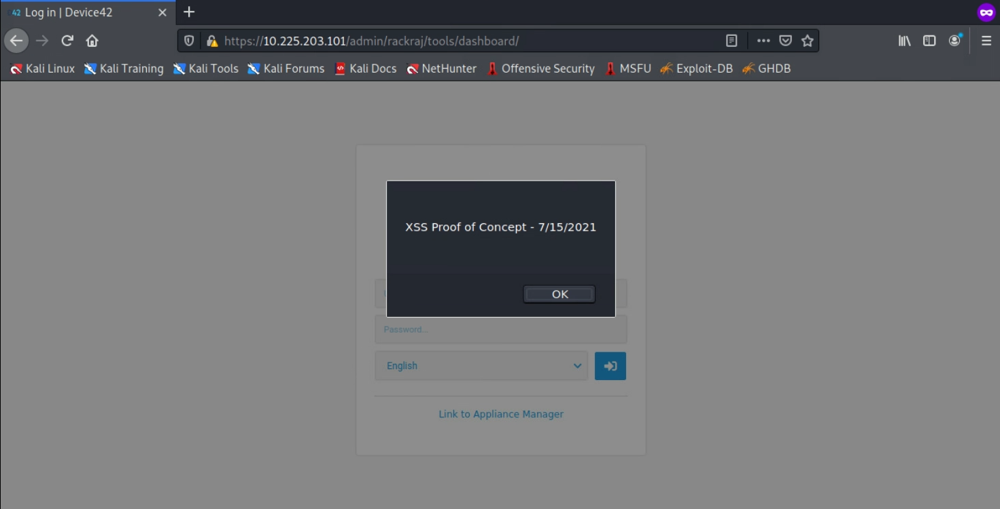 42 Log in | Device42
https://10.225.203.101/admin/rackraj/tools/dashboard/
Kali Linux Kali Training Kali Tools Kali Forums Kali Docs NetHunter Offensive Security MSFU Exploit-DB GHDB
XSS Proof of Concept - 7/15/2021
OK
Password...
English
Link to Appliance Manager